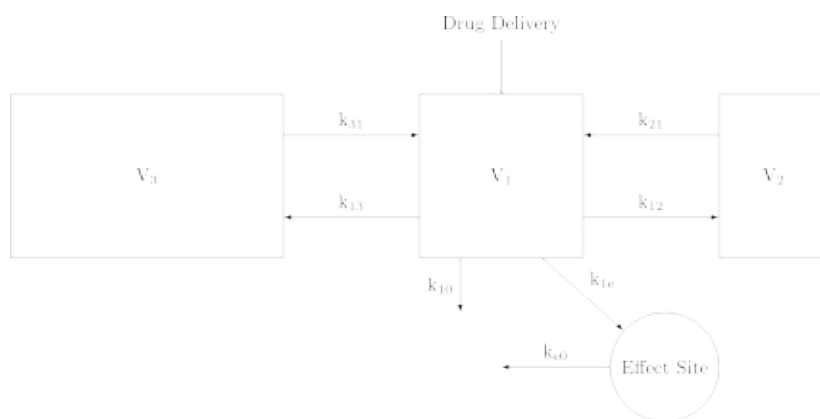 Drug Delivery
k₃₁
k₂₁
V₃
V₁
V₂
k₁₃
k₁₂
k₁₀
k₁ₑ
kₑ₀
Effect Site